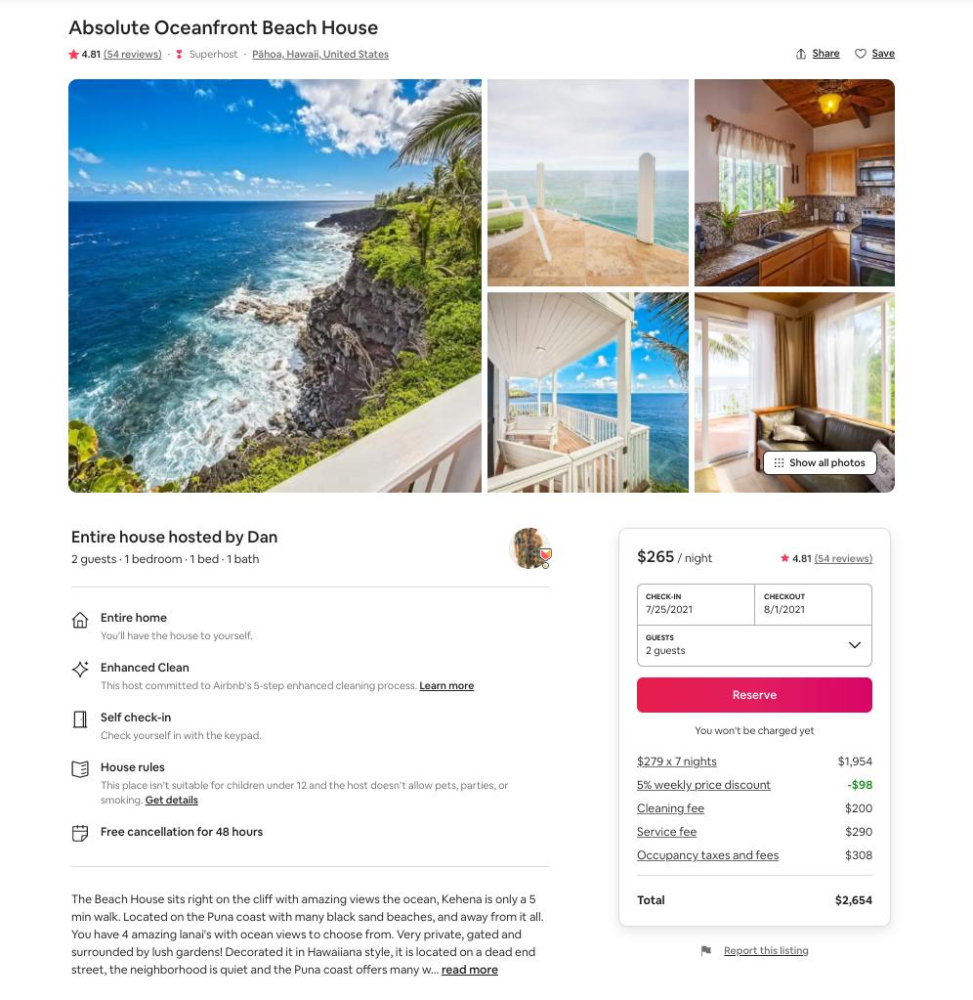 Absolute Oceanfront Beach House
4.81 (54 reviews) · Superhost · Pāhoa, Hawaii, United States
Share Save
Show all photos
Entire house hosted by Dan
2 guests · 1 bedroom · 1 bed · 1 bath
Entire home
You'll have the house to yourself.
Enhanced Clean
This host committed to Airbnb's 5-step enhanced cleaning process. Learn more
Self check-in
Check yourself in with the keypad.
House rules
This place isn't suitable for children under 12 and the host doesn't allow pets, parties, or
smoking. Get details
Free cancellation for 48 hours
The Beach House sits right on the cliff with amazing views the ocean, Kehena is only a 5
min walk. Located on the Puna coast with many black sand beaches, and away from it all.
You have 4 amazing lanai's with ocean views to choose from. Very private, gated and
surrounded by lush gardens! Decorated it in Hawaiiana style, it is located on a dead end
street, the neighborhood is quiet and the Puna coast offers many w... read more
$265 / night 4.81 (54 reviews)
CHECK-IN CHECKOUT
7/25/2021 8/1/2021
GUESTS
2 guests
Reserve
You won't be charged yet
$279 x 7 nights $1,954
5% weekly price discount -$98
Cleaning fee $200
Service fee $290
Occupancy taxes and fees $308
Total $2,654
Report this listing